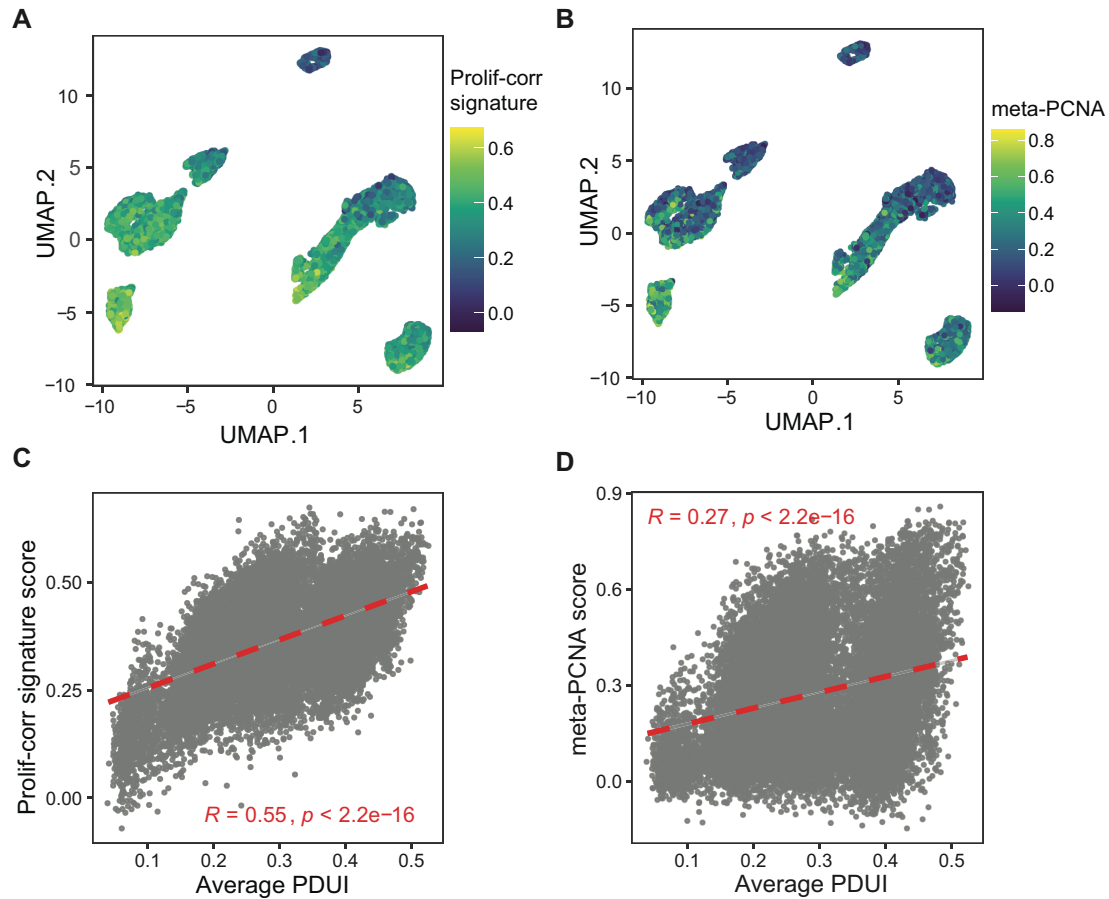 A
Prolif-corr
signature
0.6
0.4
0.2
0.0
UMAP.2
10
5
0
−5
−10
−10
−5
0
5
UMAP.1
B
meta-PCNA
0.8
0.6
0.4
0.2
0.0
UMAP.2
10
5
0
−5
−10
−10
−5
0
5
UMAP.1
C
Prolif-corr signature score
0.50
0.25
0.00
R = 0.55, p < 2.2e−16
0.1
0.2
0.3
0.4
0.5
Average PDUI
D
meta-PCNA score
0.9
0.6
0.3
0.0
R = 0.27, p < 2.2e−16
0.1
0.2
0.3
0.4
0.5
Average PDUI